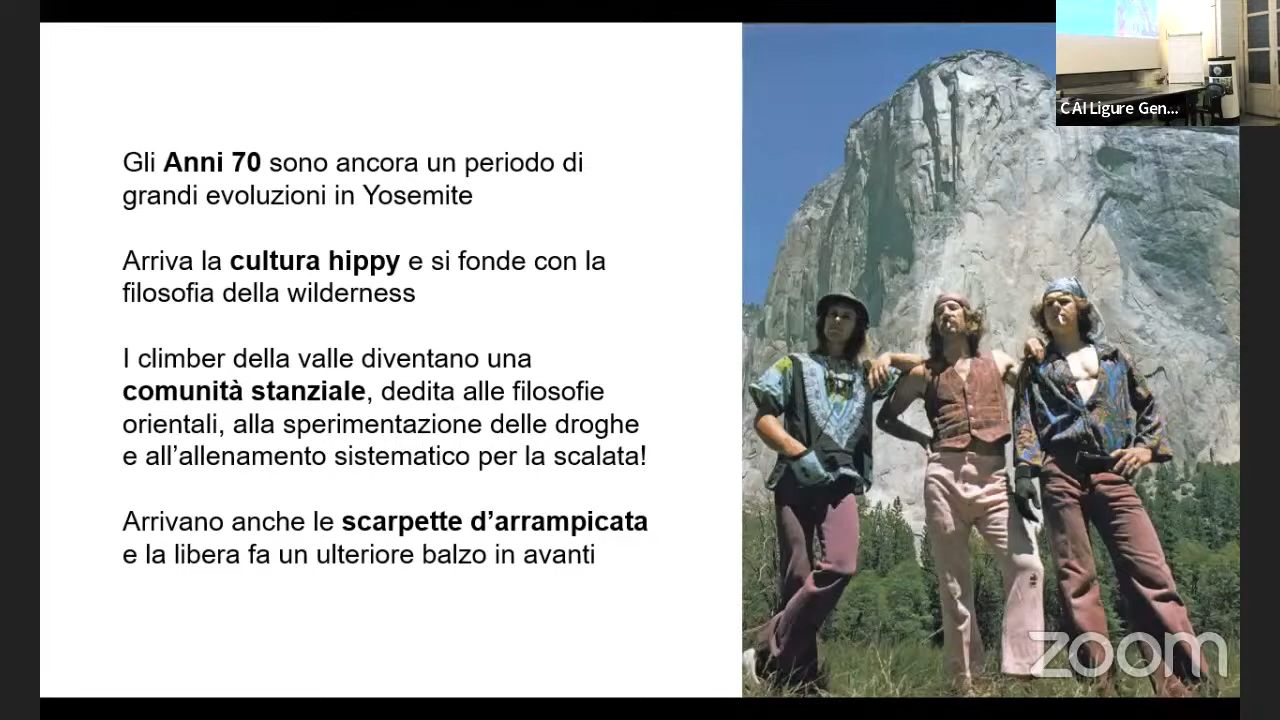 Gli Anni 70 sono ancora un periodo di
grandi evoluzioni in Yosemite
Arriva la cultura hippy e si fonde con la
filosofia della wilderness
I climber della valle diventano una
comunità stanziale, dedita alle filosofie
orientali, alla sperimentazione delle droghe
e all’allenamento sistematico per la scalata!
Arrivano anche le scarpette d’arrampicata
e la libera fa un ulteriore balzo in avanti
CAI Ligure Gen...
zoom